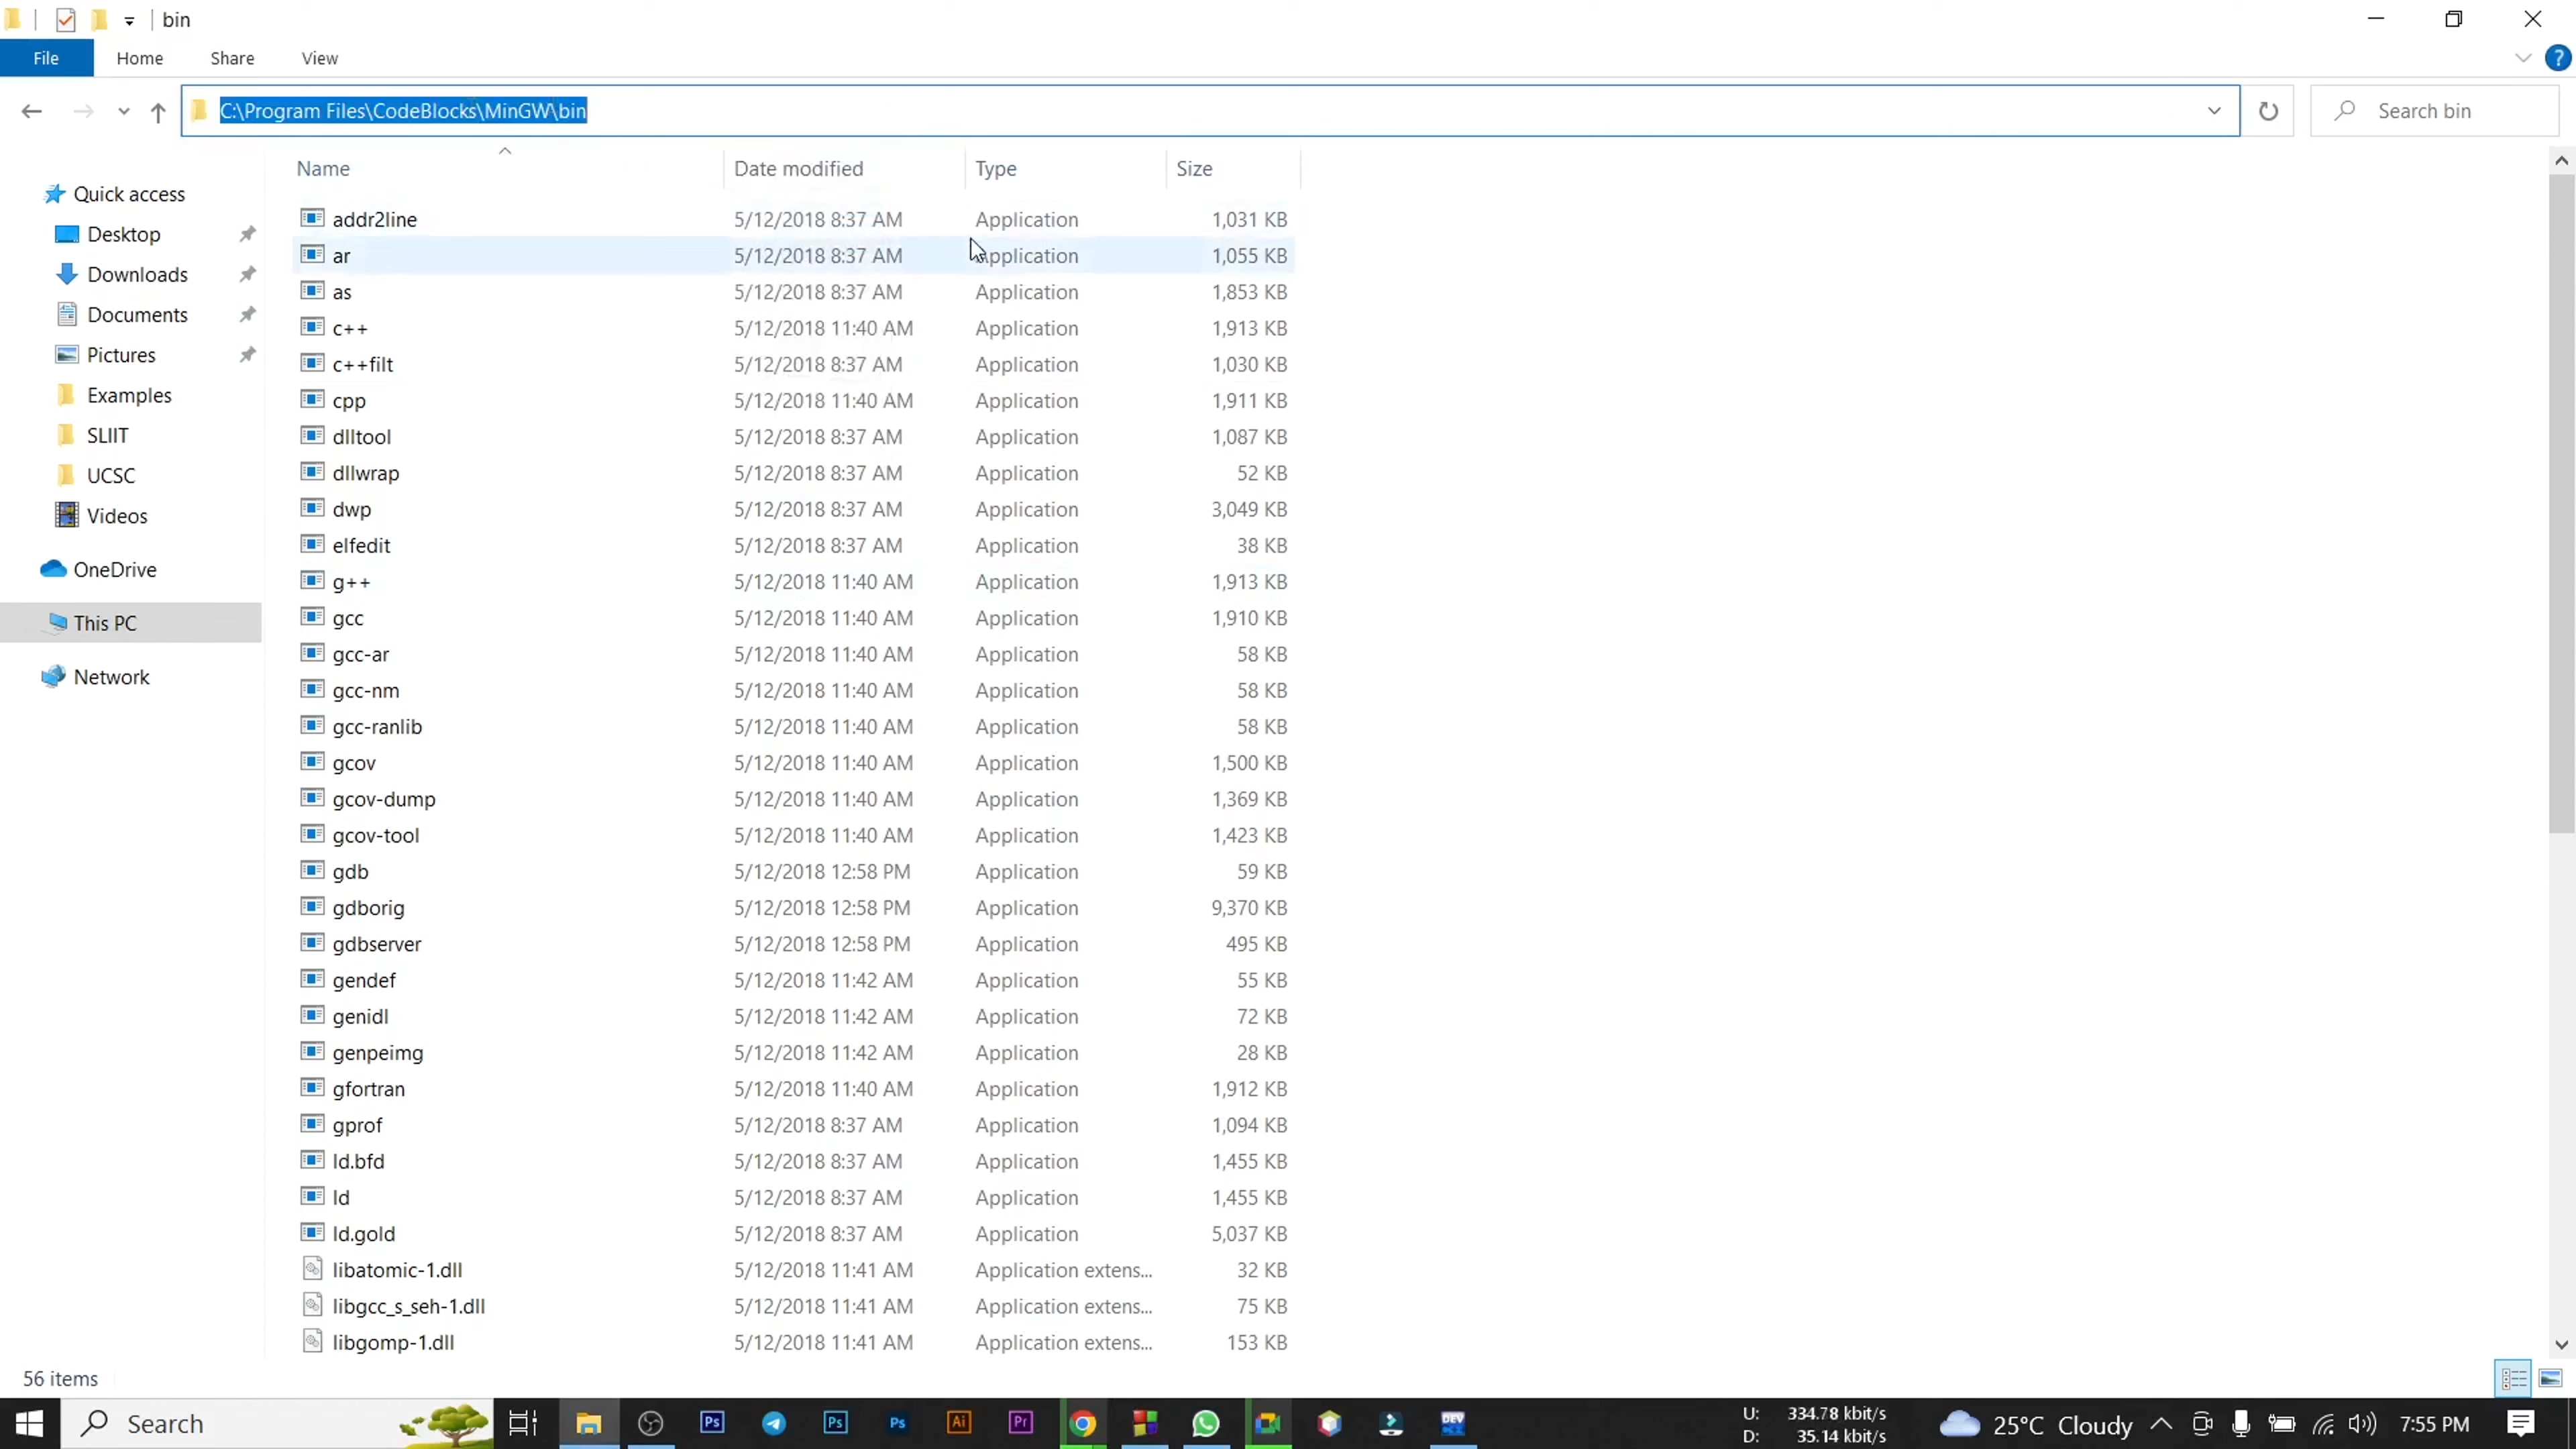 bin
File Home Share View
C:\Program Files\CodeBlocks\MinGW\bin
Search bin
Name Date modified Type Size
Quick access
Desktop
Downloads
Documents
Pictures
Examples
SLIIT
UCSC
Videos
OneDrive
This PC
Network
addr2line 5/12/2018 8:37 AM Application 1,031 KB
ar 5/12/2018 8:37 AM Application 1,055 KB
as 5/12/2018 8:37 AM Application 1,853 KB
c++ 5/12/2018 11:40 AM Application 1,913 KB
c++filt 5/12/2018 8:37 AM Application 1,030 KB
cpp 5/12/2018 11:40 AM Application 1,911 KB
dlltool 5/12/2018 8:37 AM Application 1,087 KB
dllwrap 5/12/2018 8:37 AM Application 52 KB
dwp 5/12/2018 8:37 AM Application 3,049 KB
elfedit 5/12/2018 8:37 AM Application 38 KB
g++ 5/12/2018 11:40 AM Application 1,913 KB
gcc 5/12/2018 11:40 AM Application 1,910 KB
gcc-ar 5/12/2018 11:40 AM Application 58 KB
gcc-nm 5/12/2018 11:40 AM Application 58 KB
gcc-ranlib 5/12/2018 11:40 AM Application 58 KB
gcov 5/12/2018 11:40 AM Application 1,500 KB
gcov-dump 5/12/2018 11:40 AM Application 1,369 KB
gcov-tool 5/12/2018 11:40 AM Application 1,423 KB
gdb 5/12/2018 12:58 PM Application 59 KB
gdborig 5/12/2018 12:58 PM Application 9,370 KB
gdbserver 5/12/2018 12:58 PM Application 495 KB
gendef 5/12/2018 11:42 AM Application 55 KB
genidl 5/12/2018 11:42 AM Application 72 KB
genpeimg 5/12/2018 11:42 AM Application 28 KB
gfortran 5/12/2018 11:40 AM Application 1,912 KB
gprof 5/12/2018 8:37 AM Application 1,094 KB
ld.bfd 5/12/2018 8:37 AM Application 1,455 KB
ld 5/12/2018 8:37 AM Application 1,455 KB
ld.gold 5/12/2018 8:37 AM Application 5,037 KB
libatomic-1.dll 5/12/2018 11:41 AM Application extens... 32 KB
libgcc_s_seh-1.dll 5/12/2018 11:41 AM Application extens... 75 KB
libgomp-1.dll 5/12/2018 11:41 AM Application extens... 153 KB
56 items
Search
Ps Ps Ps Ai Pr DEV
U: 334.78 kbit/s
D: 35.14 kbit/s
25°C Cloudy
7:55 PM